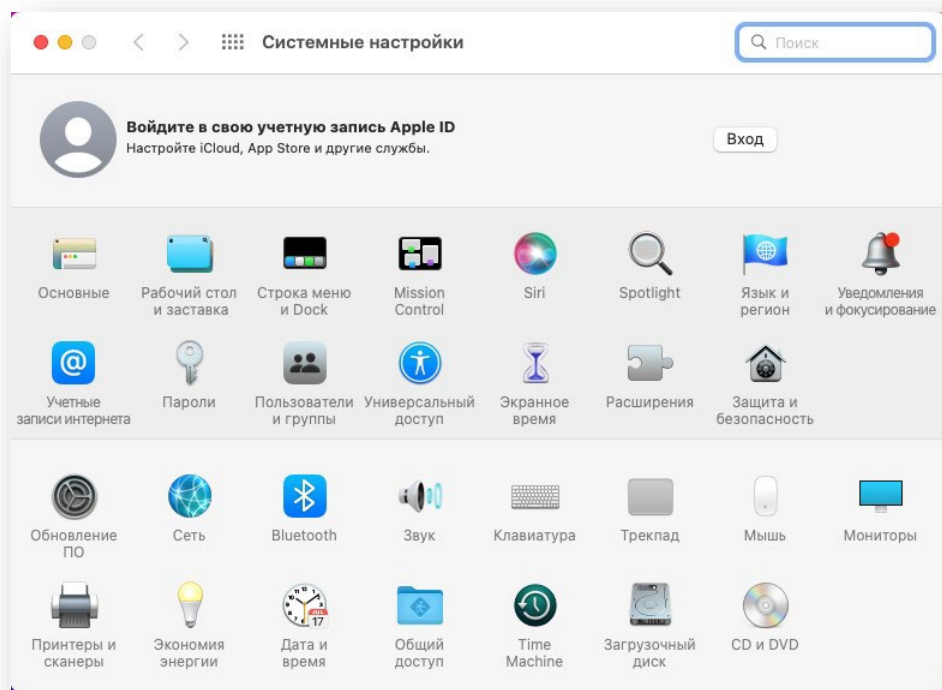 Системные настройки
Поиск
Войдите в свою учетную запись Apple ID
Настройте iCloud, App Store и другие службы.
Вход
Основные
Рабочий стол
и заставка
Строка меню
и Dock
Mission
Control
Siri
Spotlight
Язык и
регион
Уведомления
и фокусирование
Учетные
записи интернета
Пароли
Пользователи
и группы
Универсальный
доступ
Экранное
время
Расширения
Защита и
безопасность
Обновление
ПО
Сеть
Bluetooth
Звук
Клавиатура
Трекпад
Мышь
Мониторы
Принтеры и
сканеры
Экономия
энергии
JUL
17
Дата и
время
Общий
доступ
Time
Machine
Загрузочный
диск
CD и DVD